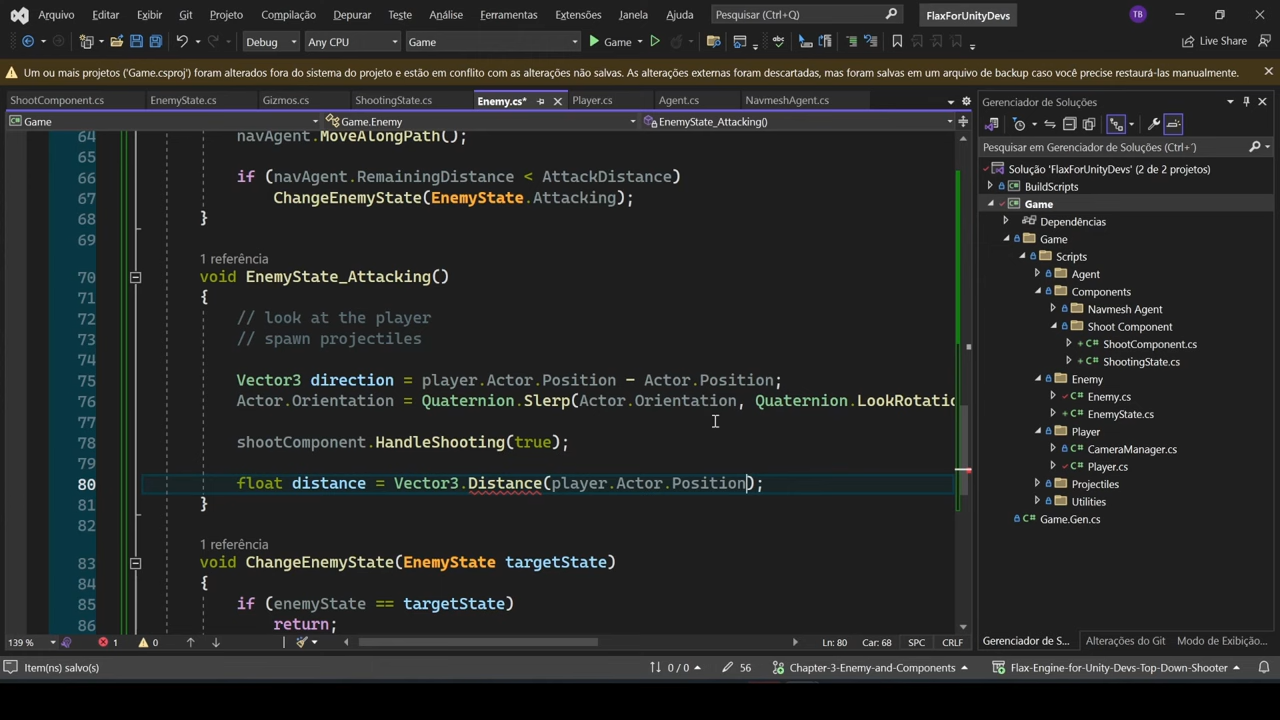 Arquivo Editar Exibir Git Projeto Compilação Depurar Teste Análise Ferramentas Extensões Janela Ajuda Pesquisar (Ctrl+Q) FlaxForUnityDevs TB
Debug Any CPU Game Game Live Share
Um ou mais projetos ('Game.csproj') foram alterados fora do sistema do projeto e estão em conflito com as alterações não salvas. As alterações externas foram descartadas, mas foram salvas em um arquivo de backup caso você precise restaurá-las manualmente.
ShootComponent.cs EnemyState.cs Gizmos.cs ShootingState.cs Enemy.cs* Player.cs Agent.cs NavmeshAgent.cs
Game Game.Enemy EnemyState_Attacking()
64 navAgent.MoveAlongPath();
65
66 if (navAgent.RemainingDistance < AttackDistance)
67 ChangeEnemyState(EnemyState.Attacking);
68 }
69
1 referência
70 void EnemyState_Attacking()
71 {
72 // look at the player
73 // spawn projectiles
74
75 Vector3 direction = player.Actor.Position - Actor.Position;
76 Actor.Orientation = Quaternion.Slerp(Actor.Orientation, Quaternion.LookRotatio
77
78 shootComponent.HandleShooting(true);
79
80 float distance = Vector3.Distance(player.Actor.Position);
81 }
82
1 referência
83 void ChangeEnemyState(EnemyState targetState)
84 {
85 if (enemyState == targetState)
86 return;
139 % 1 0 Ln: 80 Car: 68 SPC CRLF
Gerenciador de Soluções
Pesquisar em Gerenciador de Soluções (Ctrl+´)
Solução 'FlaxForUnityDevs' (2 de 2 projetos)
BuildScripts
Game
Dependências
Game
Scripts
Agent
Components
Navmesh Agent
Shoot Component
ShootComponent.cs
ShootingState.cs
Enemy
Enemy.cs
EnemyState.cs
Player
CameraManager.cs
Player.cs
Projectiles
Utilities
Game.Gen.cs
Gerenciador de S... Alterações do Git Modo de Exibição...
Item(ns) salvo(s) 0 / 0 56 Chapter-3-Enemy-and-Components Flax-Engine-for-Unity-Devs-Top-Down-Shooter